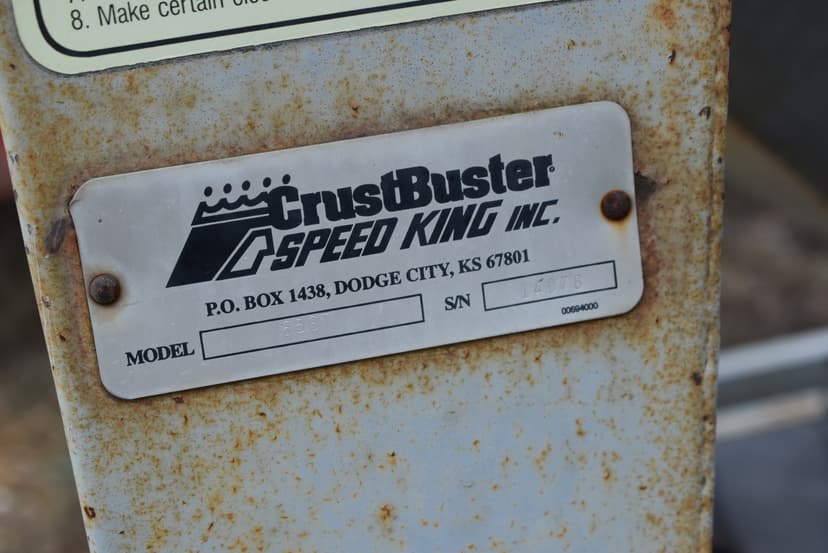 8. Make certain
CrustBuster®
SPEED KING INC.
P.O. BOX 1438, DODGE CITY, KS 67801
MODEL
S/N
00694000